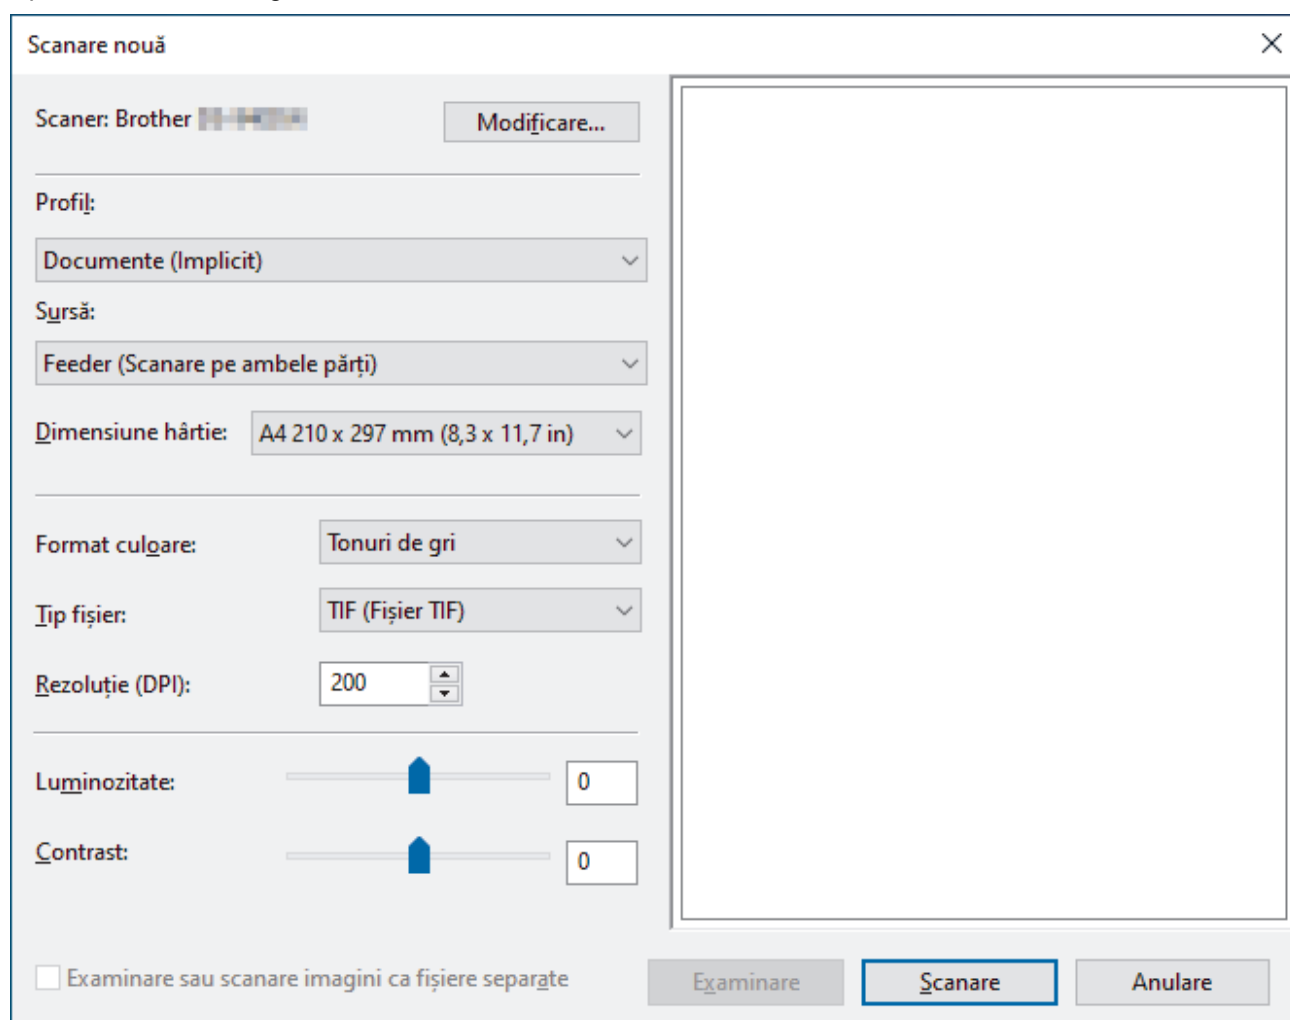 Scanare nouă
Scaner: Brother
Modificare...
Profil:
Documente (Implicit)
Sursă:
Feeder (Scanare pe ambele părți)
Dimensiune hârtie: A4 210 x 297 mm (8,3 x 11,7 in)
Format culoare: Tonuri de gri
Tip fișier: TIF (Fișier TIF)
Rezoluție (DPI): 200
Luminozitate: 0
Contrast: 0
Examinare sau scanare imagini ca fișiere separate
Examinare Scanare Anulare